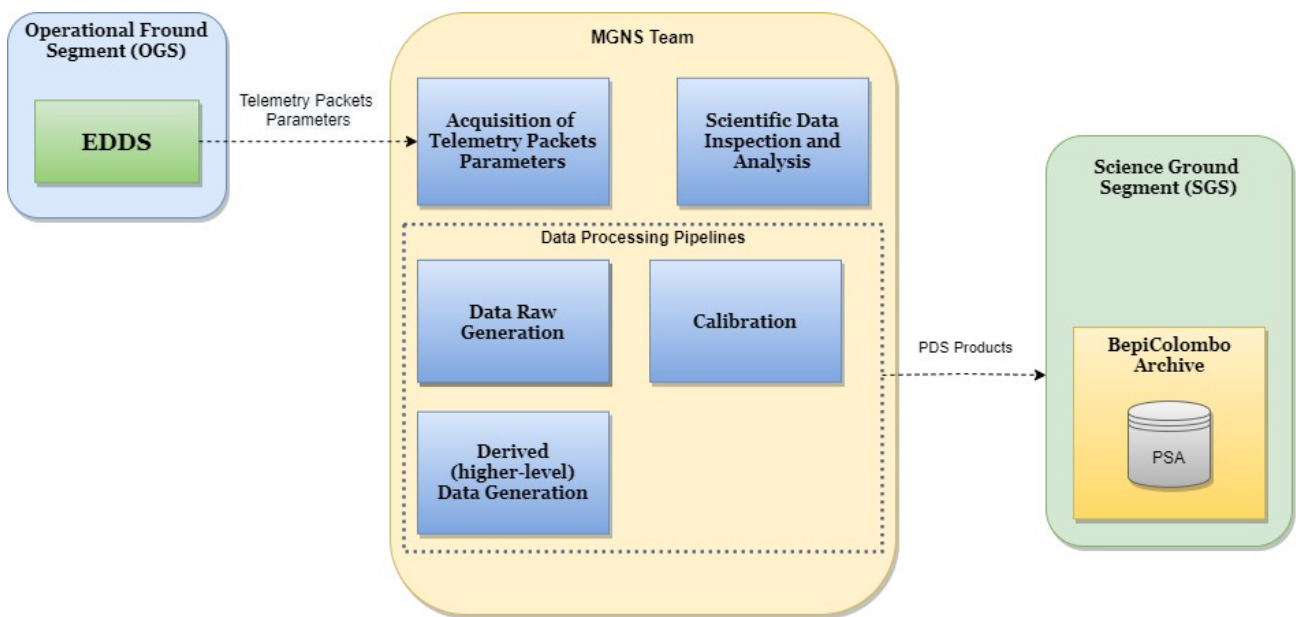 Operational Fround
Segment (OGS)
EDDS
Telemetry Packets
Parameters
MGNS Team
Acquisition of
Telemetry Packets
Parameters
Scientific Data
Inspection and
Analysis
Data Processing Pipelines
Data Raw
Generation
Calibration
Derived
(higher-level)
Data Generation
PDS Products
Science Ground
Segment (SGS)
BepiColombo
Archive
PSA